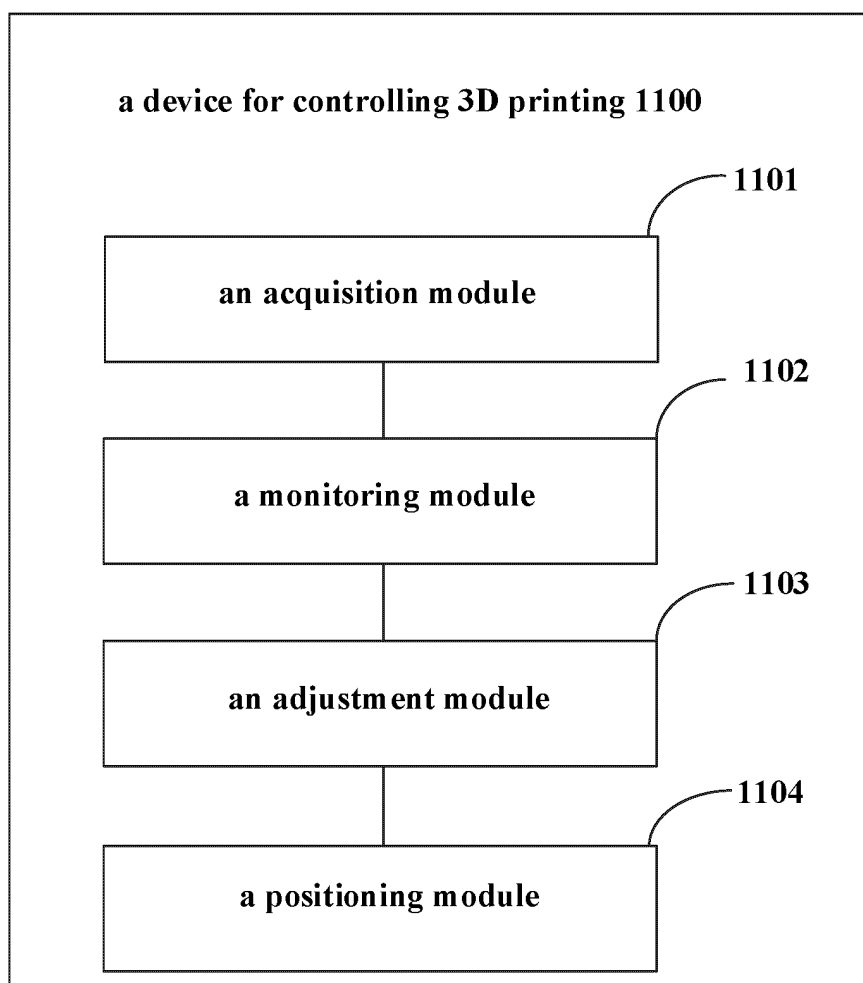 a device for controlling 3D printing 1100
1101
an acquisition module
1102
a monitoring module
1103
an adjustment module
1104
a positioning module